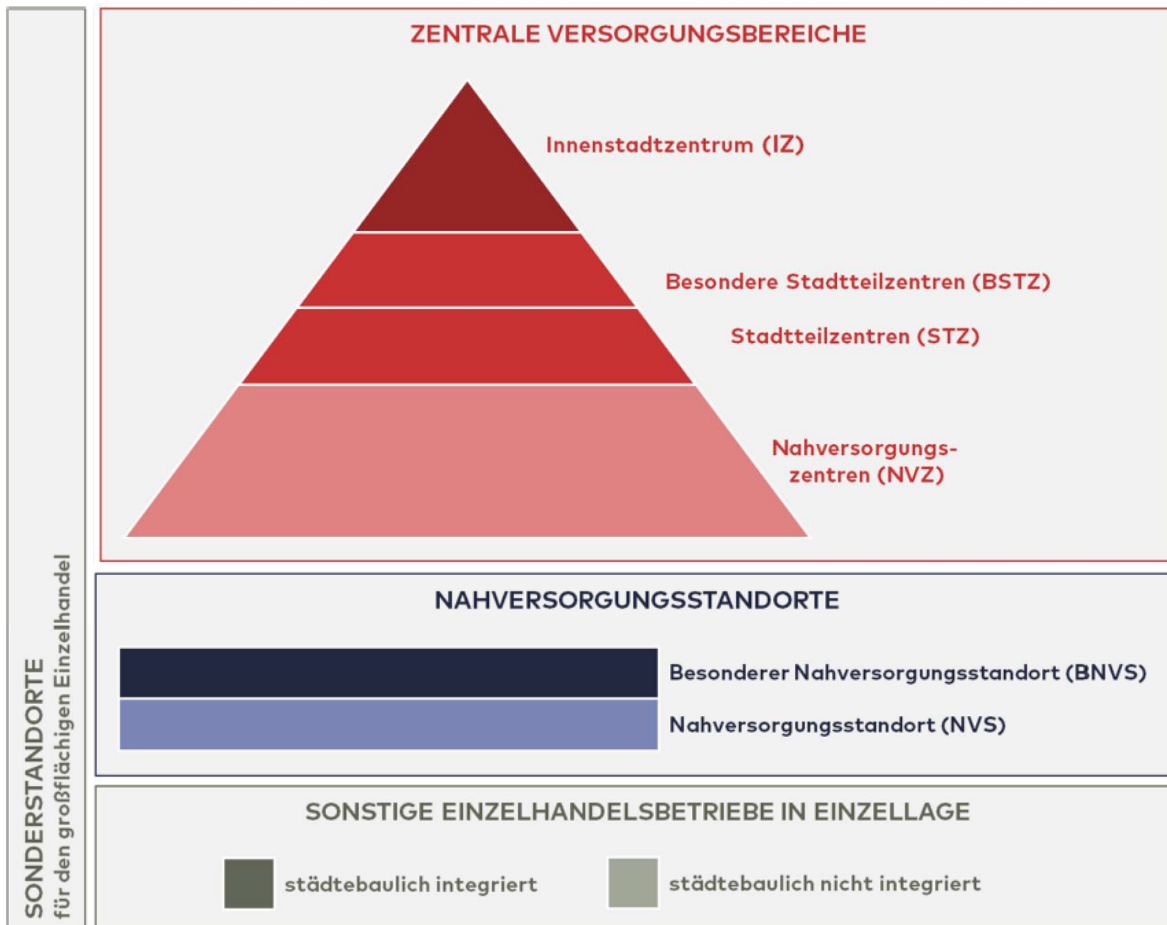 ZENTRALE VERSORGUNGSBEREICHE
Innenstadtzentrum (IZ)
Besondere Stadtteilzentren (BSTZ)
Stadtteilzentren (STZ)
Nahversorgungs-
zentren (NVZ)
NAHVERSORGUNGSSTANDORTE
Besonderer Nahversorgungsstandort (BNVS)
Nahversorgungsstandort (NVS)
SONSTIGE EINZELHANDELSBETRIEBE IN EINZELLAGE
städtebaulich integriert
städtebaulich nicht integriert
SONDERSTANDORTE
für den großflächigen Einzelhandel